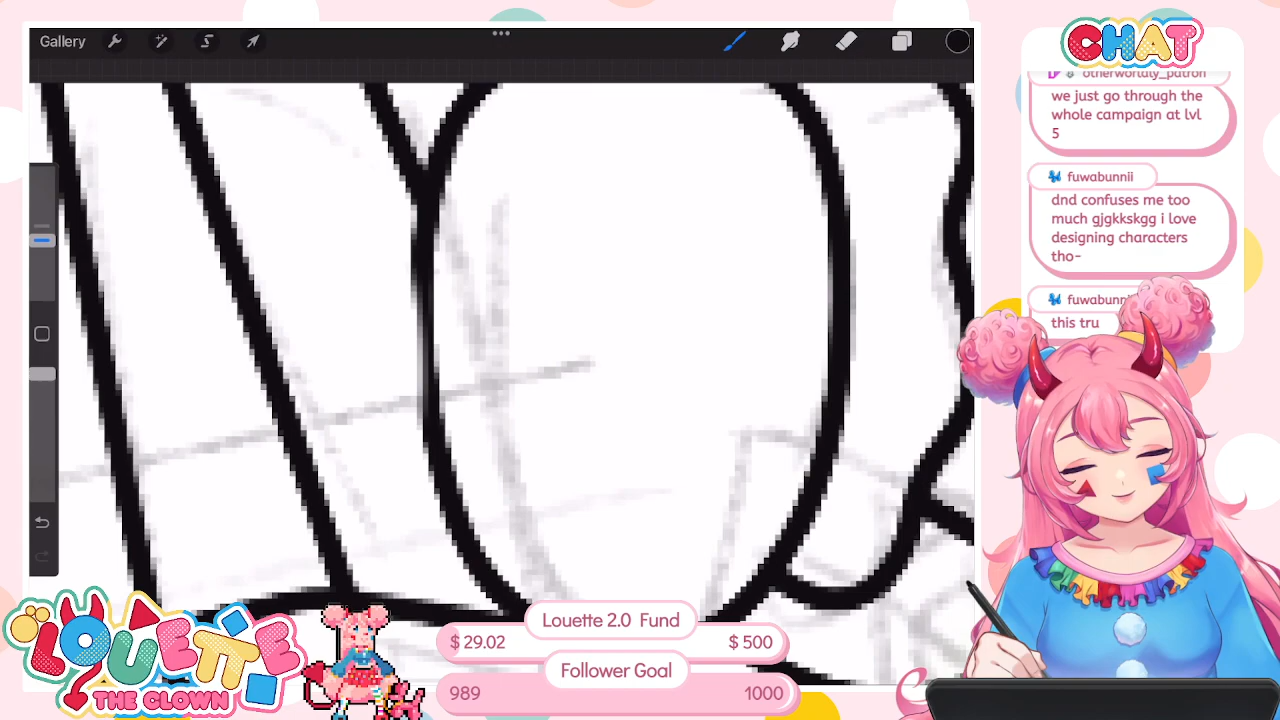 Gallery
CHAT
otherworldly_patron
we just go through the
whole campaign at lvl
5
fuwabunnii
dnd confuses me too
much gjgkkskgg i love
designing characters
tho-
fuwabunn
this tru
LOUETTE
THE CLOWN
Louette 2.0 Fund
$ 29.02
$ 500
Follower Goal
989
1000